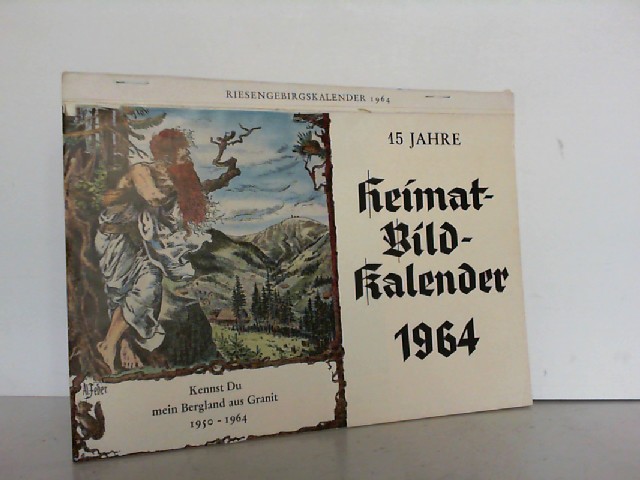 RIESENGEBIRGSKALENDER 1964
15 JAHRE
Heimat-
Bild-
Kalender
1964
Kennst Du
mein Bergland aus Granit
1950 - 1964